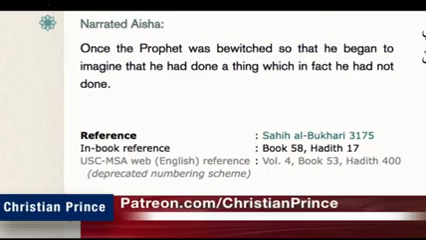 Narrated Aisha:
Once the Prophet was bewitched so that he began to
imagine that he had done a thing which in fact he had not
done.
Reference : Sahih al-Bukhari 3175
In-book reference : Book 58, Hadith 17
USC-MSA web (English) reference : Vol. 4, Book 53, Hadith 400
(deprecated numbering scheme)
Christian Prince
Patreon.com/ChristianPrince